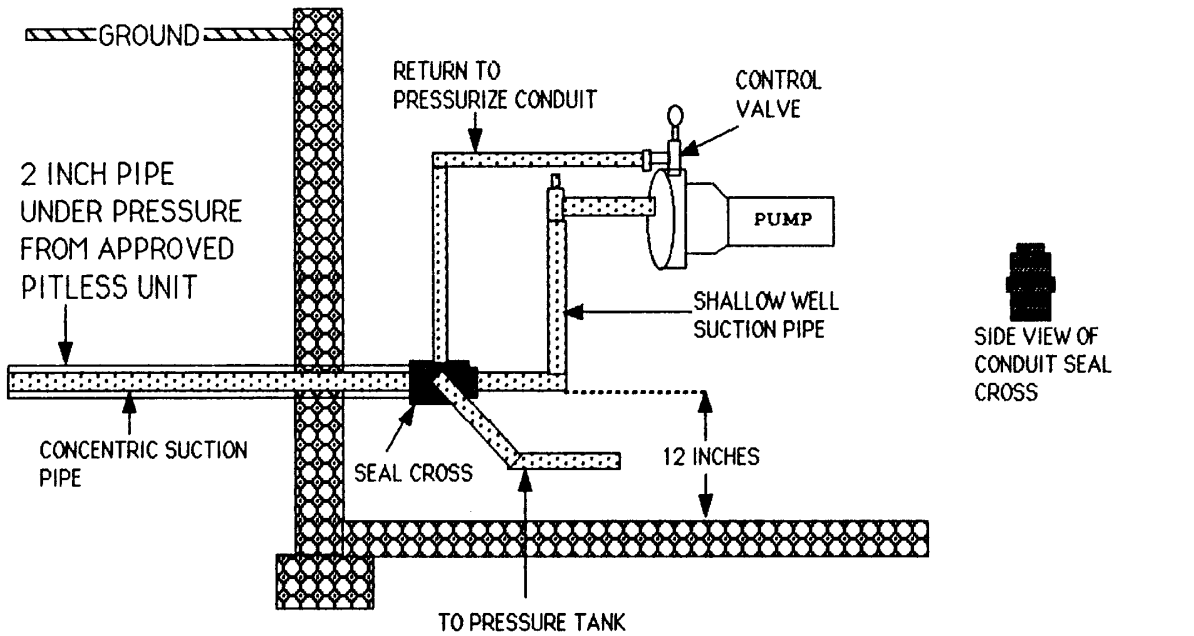 GROUND
RETURN TO
PRESSURIZE CONDUIT
CONTROL
VALVE
2 INCH PIPE
UNDER PRESSURE
FROM APPROVED
PITLESS UNIT
PUMP
SHALLOW WELL
SUCTION PIPE
SIDE VIEW OF
CONDUIT SEAL
CROSS
CONCENTRIC SUCTION
PIPE
SEAL CROSS
12 INCHES
TO PRESSURE TANK